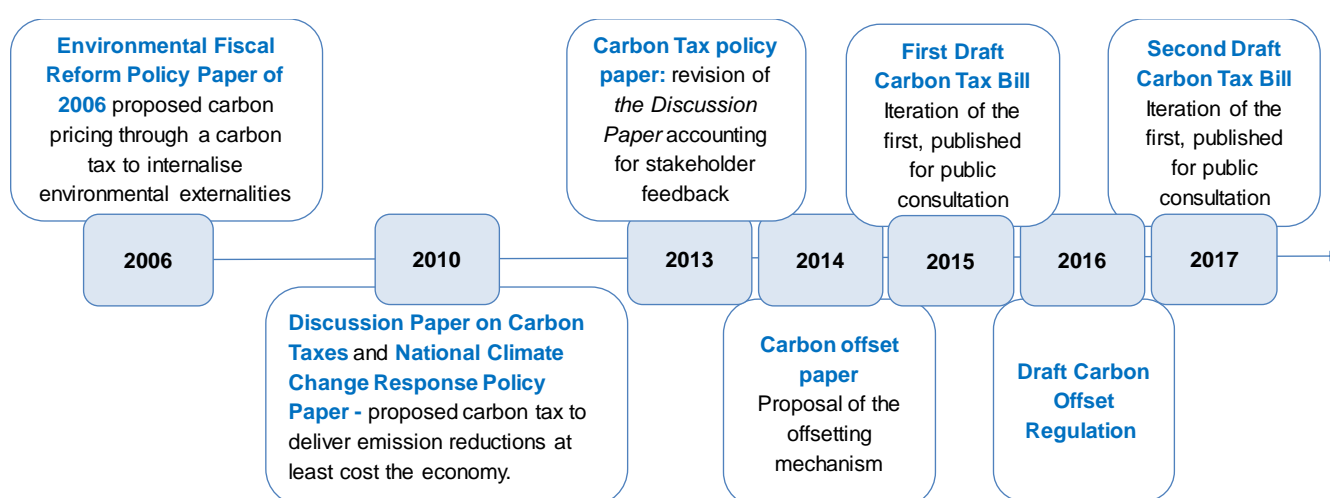 Environmental Fiscal
Reform Policy Paper of
2006 proposed carbon
pricing through a carbon
tax to internalise
environmental externalities
Carbon Tax policy
paper: revision of
the Discussion
Paper accounting
for stakeholder
feedback
First Draft
Carbon Tax Bill
Iteration of the
first, published
for public
consultation
Second Draft
Carbon Tax Bill
Iteration of the
first, published
for public
consultation
2006
2010
2013
2014
2015
2016
2017
Discussion Paper on Carbon
Taxes and National Climate
Change Response Policy
Paper - proposed carbon tax to
deliver emission reductions at
least cost the economy.
Carbon offset
paper
Proposal of the
offsetting
mechanism
Draft Carbon
Offset
Regulation